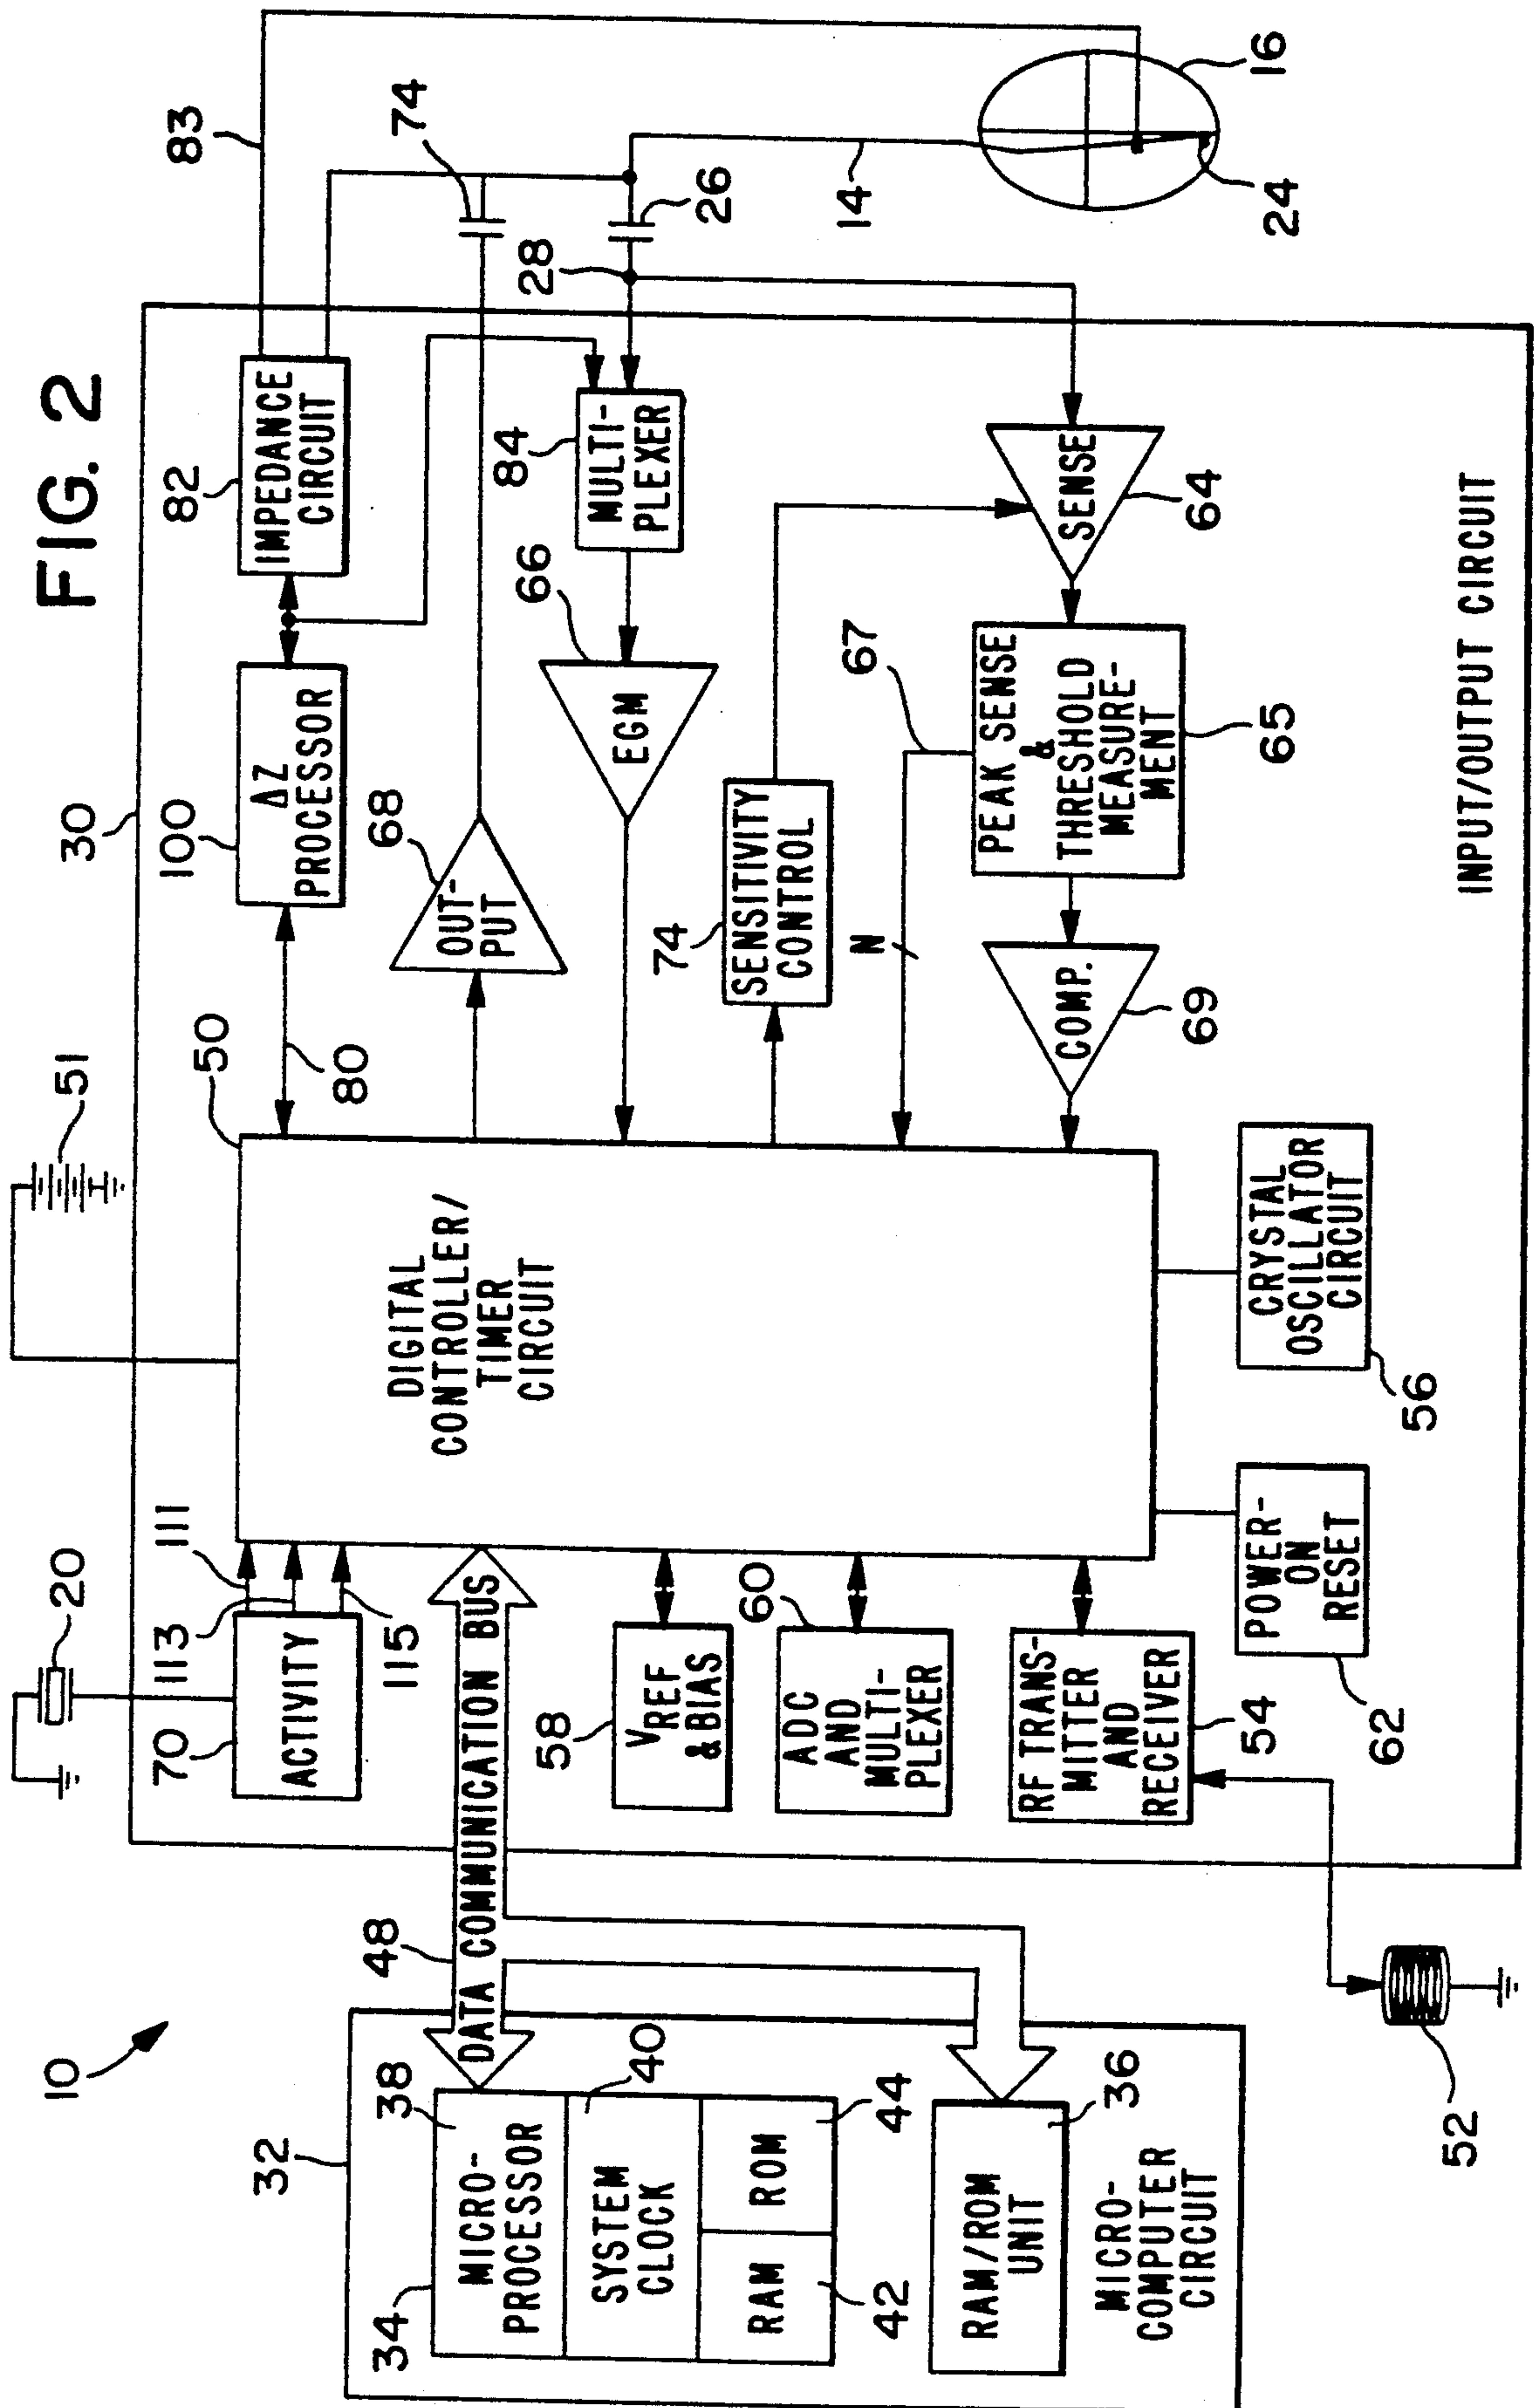 FIG. 2
10
32
34
38
MICRO-
PROCESSOR
40
SYSTEM
CLOCK
RAM
ROM
42
44
RAM/ROM
UNIT
36
MICRO-
COMPUTER
CIRCUIT
48
DATA COMMUNICATION BUS
20
70
ACTIVITY
111
113
115
58
VREF
& BIAS
60
ADC
AND
MULTI-
PLEXER
RF TRANS-
MITTER
AND
RECEIVER
54
52
POWER-
ON
RESET
62
CRYSTAL
OSCILLATOR
CIRCUIT
56
51
50
DIGITAL
CONTROLLER/
TIMER
CIRCUIT
30
80
100
ΔZ
PROCESSOR
82
IMPEDANCE
CIRCUIT
83
68
OUT-
PUT
74
66
EGM
84
MULTI-
PLEXER
28
26
74
SENSITIVITY
CONTROL
N
67
COMP.
69
PEAK SENSE
&
THRESHOLD
MEASURE-
MENT
65
SENSE
64
14
16
24
INPUT/OUTPUT CIRCUIT